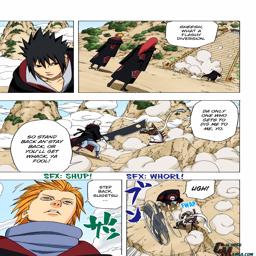 SHEESH,
WHAT A
FLASHY
DIVERSION.
DA ONLY
ONE WHO
GETS TO
DIS ME TO
ME, YO.
SO STAND
BACK AN' STAY
BACK, OR
YOU'LL GET
WHACK, YA
FOOL!
SFX: SHUP!
SFX: WHORL!
STEP
BACK,
SUIGETSU
...
UGH!
FWAP